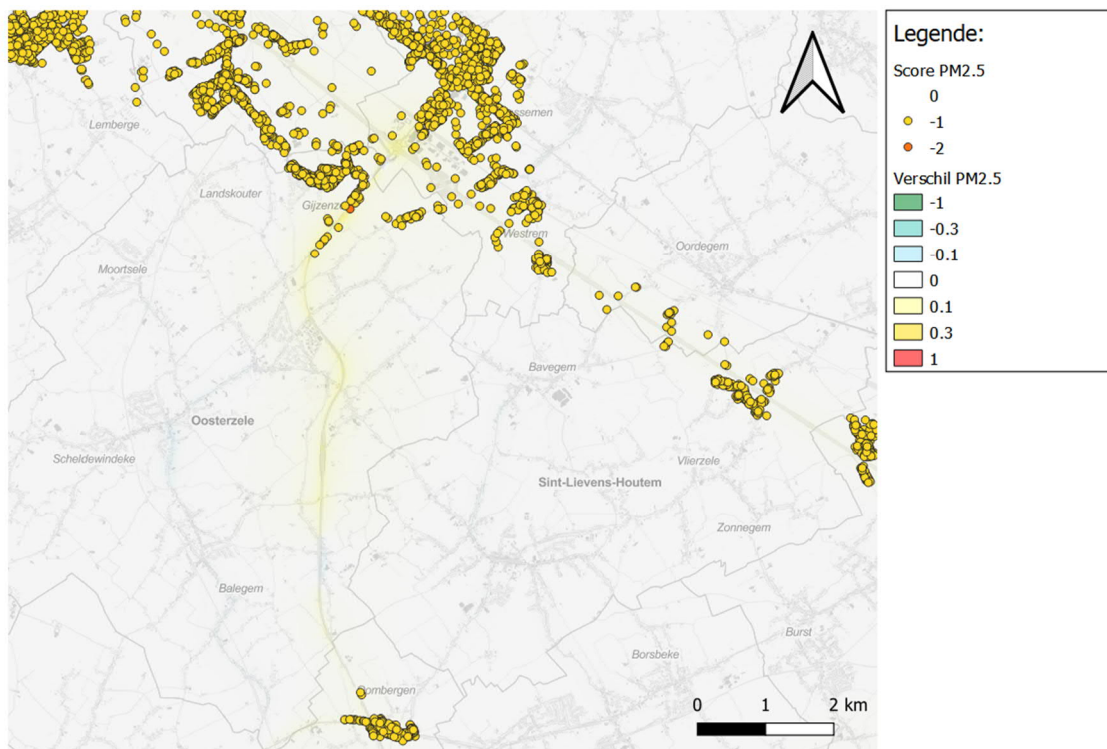 Legende:
Score PM2.5
0
-1
-2
Verschil PM2.5
-1
-0.3
-0.1
0
0.1
0.3
1
Lemberge
Landskouter
Westrem
Oordegem
Moortsele
Bavegem
Oosterzele
Scheldewindeke
Vlierzele
Sint-Lievens-Houtem
Zonnegem
Balegem
Burst
Borsbeke
0 1 2 km